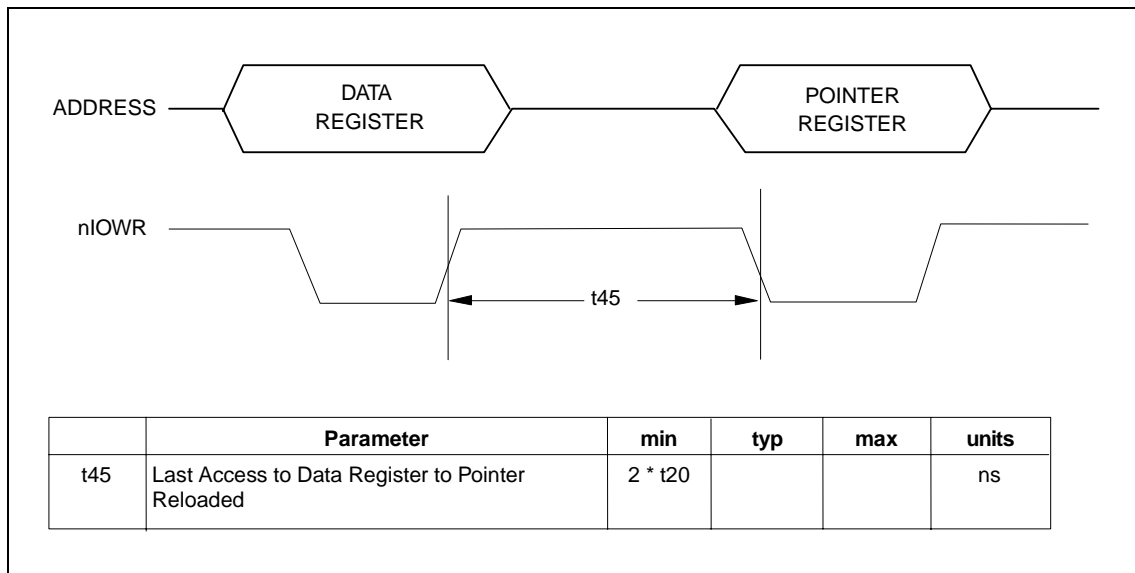 ADDRESS
DATA
REGISTER
POINTER
REGISTER
nIOWR
t45
Parameter min typ max units
t45 Last Access to Data Register to Pointer 2 * t20 ns
Reloaded